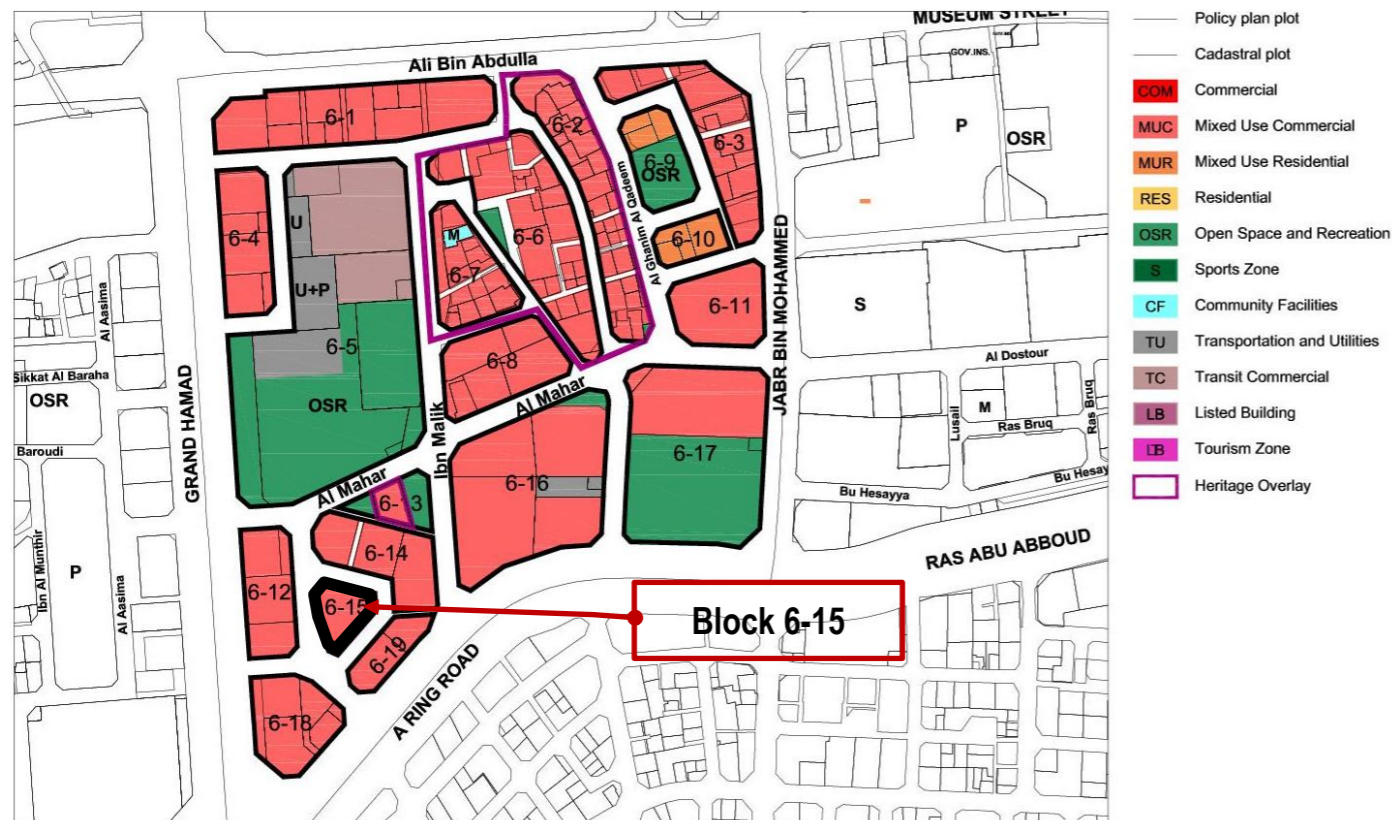 MUSEUM STREET
GOV.INS.
Ali Bin Abdulla
6-1
6-2
6-3
P
OSR
6-9
OSR
Al Ghanim Al Qadeem
U
M
6-4
6-6
6-10
6-7
U+P
6-11
S
JABR BIN MOHAMMED
Al Aasima
6-5
6-8
Al Dostour
Sikkat Al Baraha
OSR
OSR
Al Mahar
Lusail
M
Ras Bruq
Ras Bruq
Baroudi
GRAND HAMAD
Ibn Malik
6-17
Al Mahar
6-16
Bu Hesayya
Bu Hesay
6-13
6-14
RAS ABU ABBOUD
Ibn Al Munthir
P
Al Aasima
6-12
6-15
Block 6-15
6-19
A RING ROAD
6-18
Policy plan plot
Cadastral plot
COM Commercial
MUC Mixed Use Commercial
MUR Mixed Use Residential
RES Residential
OSR Open Space and Recreation
S Sports Zone
CF Community Facilities
TU Transportation and Utilities
TC Transit Commercial
LB Listed Building
Tourism Zone
Heritage Overlay